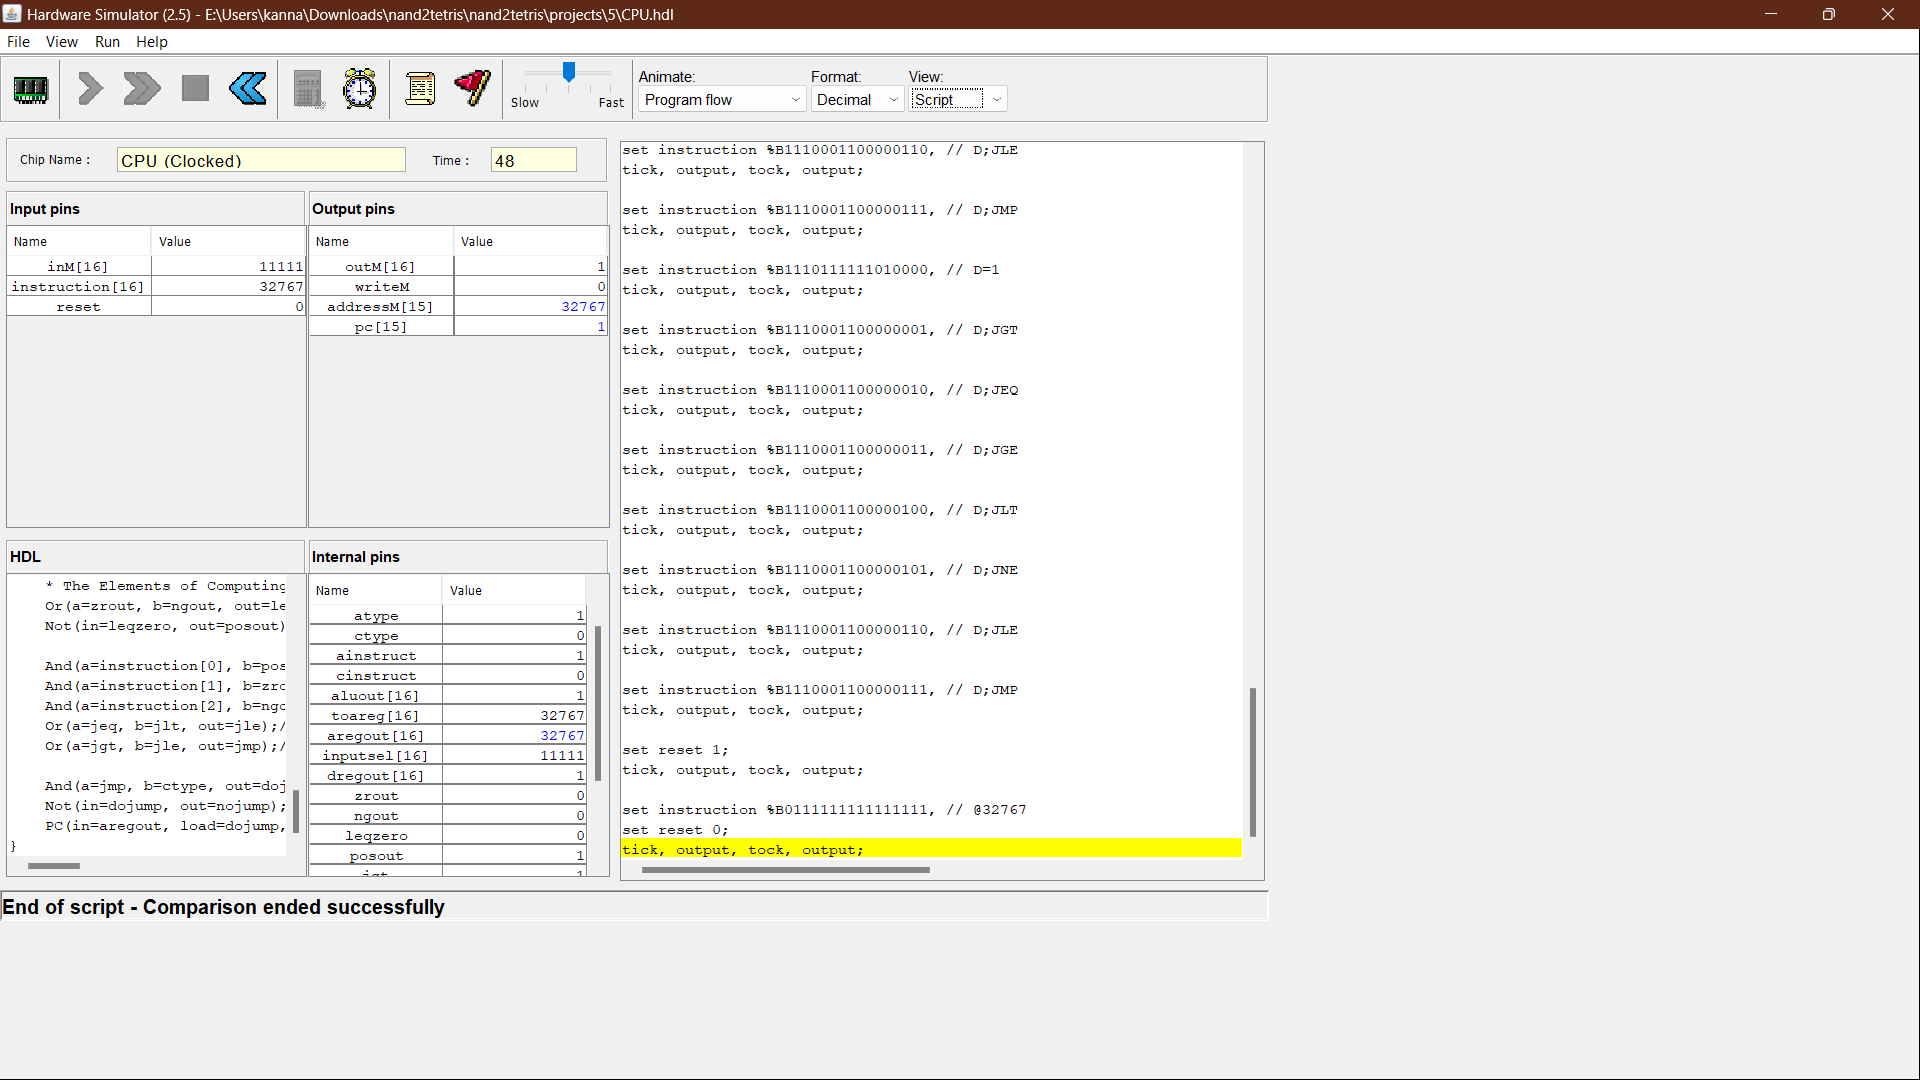 Hardware Simulator (2.5) - E:\Users\kanna\Downloads\nand2tetris\nand2tetris\projects\5\CPU.hdl
File View Run Help
Slow Fast
Animate: Format: View:
Program flow Decimal Script
Chip Name : CPU (Clocked) Time : 48
Input pins
Name Value
inM[16] 11111
instruction[16] 32767
reset 0
Output pins
Name Value
outM[16] 1
writeM 0
addressM[15] 32767
pc[15] 1
HDL
* The Elements of Computing
Or(a=zrout, b=ngout, out=le
Not(in=leqzero, out=posout)
And(a=instruction[0], b=pos
And(a=instruction[1], b=zro
And(a=instruction[2], b=ngo
Or(a=jeq, b=jlt, out=jle);/
Or(a=jgt, b=jle, out=jmp);/
And(a=jmp, b=ctype, out=doj
Not(in=dojump, out=nojump);
PC(in=aregout, load=dojump,
}
Internal pins
Name Value
atype 1
ctype 0
ainstruct 1
cinstruct 0
aluout[16] 1
toareg[16] 32767
aregout[16] 32767
inputsel[16] 11111
dregout[16] 1
zrout 0
ngout 0
leqzero 0
posout 1
jgt 1
set instruction %B1110001100000110, // D;JLE
tick, output, tock, output;
set instruction %B1110001100000111, // D;JMP
tick, output, tock, output;
set instruction %B1110111111010000, // D=1
tick, output, tock, output;
set instruction %B1110001100000001, // D;JGT
tick, output, tock, output;
set instruction %B1110001100000010, // D;JEQ
tick, output, tock, output;
set instruction %B1110001100000011, // D;JGE
tick, output, tock, output;
set instruction %B1110001100000100, // D;JLT
tick, output, tock, output;
set instruction %B1110001100000101, // D;JNE
tick, output, tock, output;
set instruction %B1110001100000110, // D;JLE
tick, output, tock, output;
set instruction %B1110001100000111, // D;JMP
tick, output, tock, output;
set reset 1;
tick, output, tock, output;
set instruction %B0111111111111111, // @32767
set reset 0;
tick, output, tock, output;
End of script - Comparison ended successfully